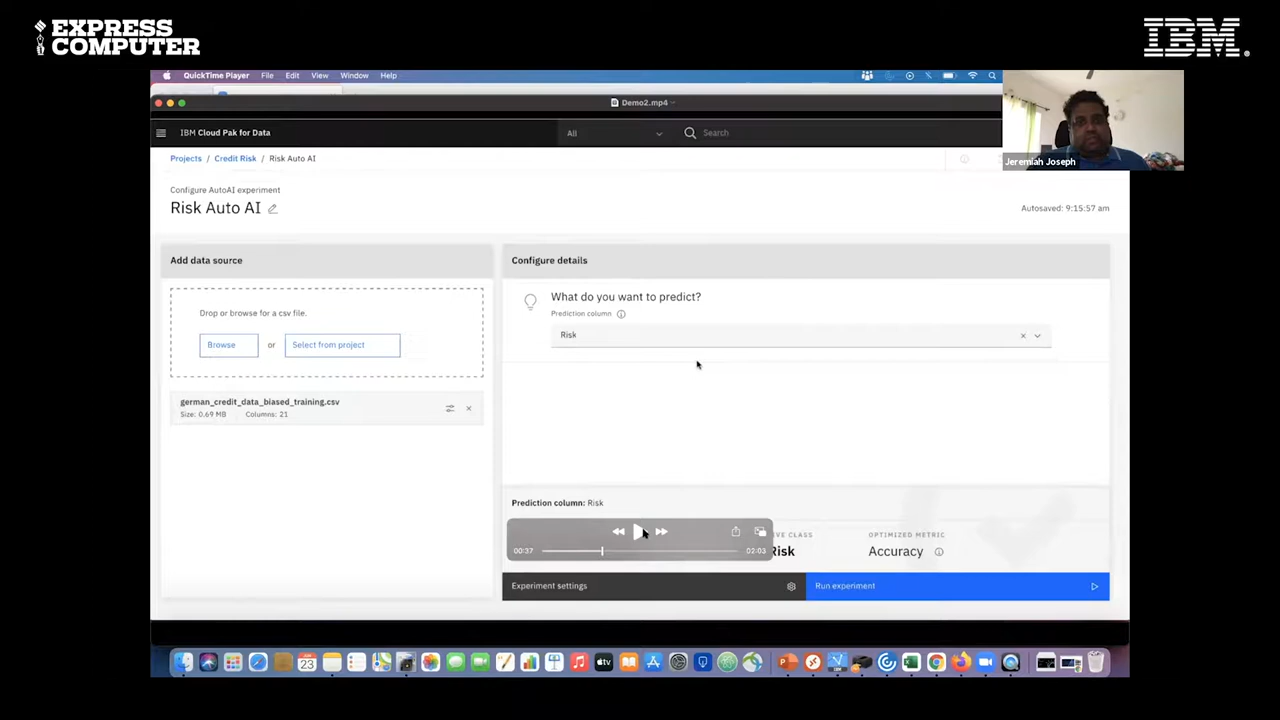 EXPRESS
COMPUTER
IBM
QuickTime Player File Edit View Window Help
Demo2.mp4
IBM Cloud Pak for Data
All
Search
Jeremiah Joseph
Projects / Credit Risk / Risk Auto AI
Configure AutoAI experiment
Risk Auto AI
Autosaved: 9:15:57 am
Add data source
Configure details
Drop or browse for a csv file.
Browse or Select from project
german_credit_data_biased_training.csv
Size: 0.69 MB Columns: 21
What do you want to predict?
Prediction column
Risk
Prediction column: Risk
OPTIMIZED METRIC
CLASS
Risk
Accuracy
00:37
02:03
Experiment settings
Run experiment
23
tv